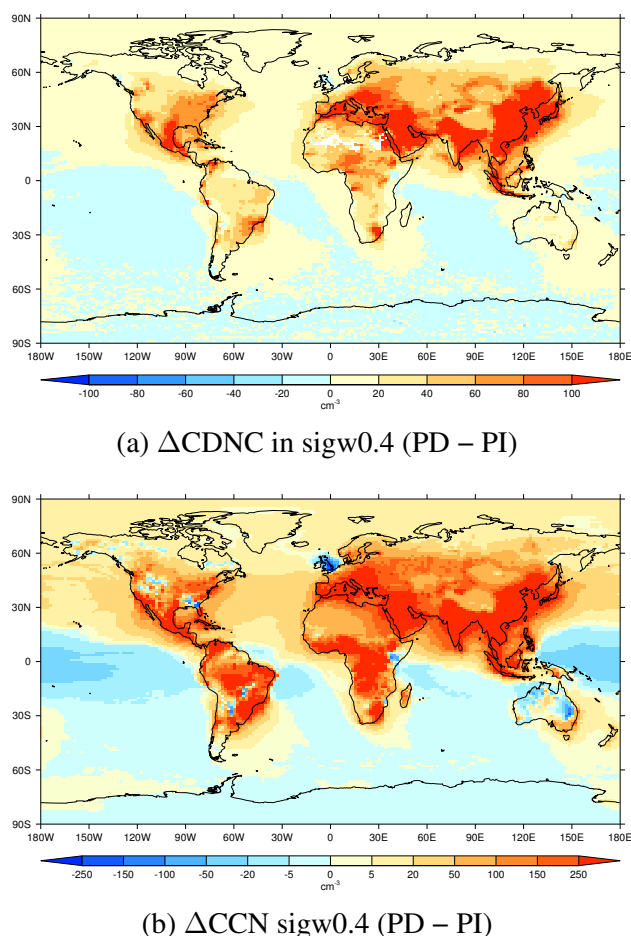 90N
60N
30N
0
30S
60S
90S
180W 150W 120W 90W 60W 30W 0 30E 60E 90E 120E 150E 180E
-100 -80 -60 -40 -20 0 20 40 60 80 100
cm-3
(a) ΔCDNC in sigw0.4 (PD − PI)
90N
60N
30N
0
30S
60S
90S
180W 150W 120W 90W 60W 30W 0 30E 60E 90E 120E 150E 180E
-250 -150 -100 -20 -5 0 5 20 100 150 250
cm-3
(b) ΔCCN sigw0.4 (PD − PI)